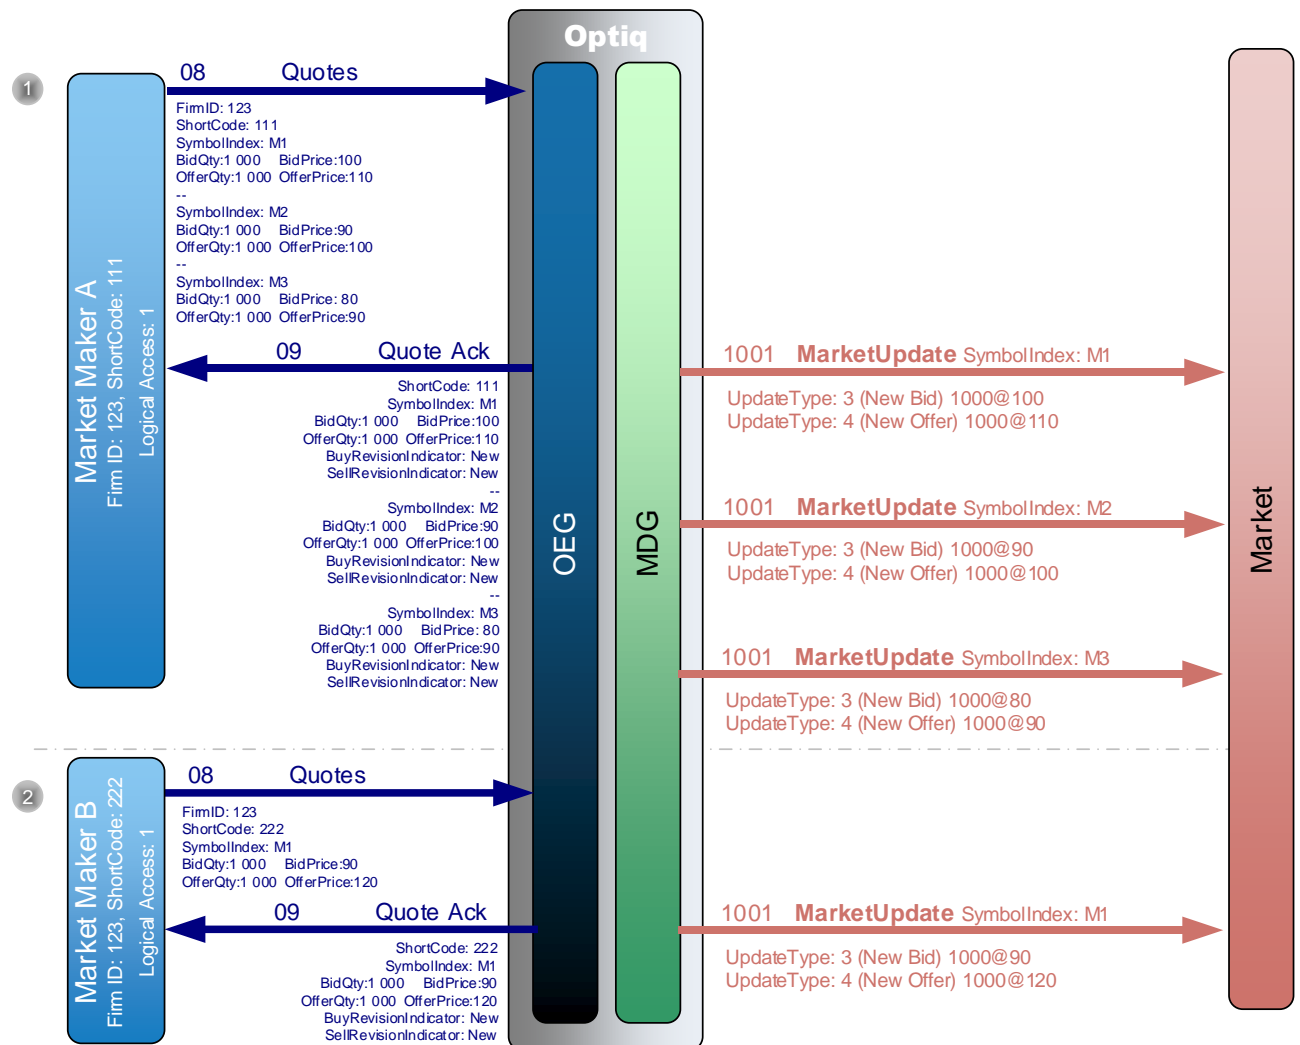 Optiq
1
08 Quotes
FirmID: 123
ShortCode: 111
SymbolIndex: M1
BidQty:1 000 BidPrice:100
OfferQty:1 000 OfferPrice:110
--
SymbolIndex: M2
BidQty:1 000 BidPrice:90
OfferQty:1 000 OfferPrice:100
--
SymbolIndex: M3
BidQty:1 000 BidPrice: 80
OfferQty:1 000 OfferPrice:90
Market Maker A
Firm ID: 123, ShortCode: 111
Logical Access: 1
09 Quote Ack
ShortCode: 111
SymbolIndex: M1
BidQty:1 000 BidPrice:100
OfferQty:1 000 OfferPrice:110
BuyRevisionIndicator: New
SellRevisionIndicator: New
--
SymbolIndex: M2
BidQty:1 000 BidPrice:90
OfferQty:1 000 OfferPrice:100
BuyRevisionIndicator: New
SellRevisionIndicator: New
--
SymbolIndex: M3
BidQty:1 000 BidPrice: 80
OfferQty:1 000 OfferPrice:90
BuyRevisionIndicator: New
SellRevisionIndicator: New
OEG
MDG
1001 MarketUpdate SymbolIndex: M1
UpdateType: 3 (New Bid) 1000@100
UpdateType: 4 (New Offer) 1000@110
1001 MarketUpdate SymbolIndex: M2
UpdateType: 3 (New Bid) 1000@90
UpdateType: 4 (New Offer) 1000@100
1001 MarketUpdate SymbolIndex: M3
UpdateType: 3 (New Bid) 1000@80
UpdateType: 4 (New Offer) 1000@90
Market
2
08 Quotes
FirmID: 123
ShortCode: 222
SymbolIndex: M1
BidQty:1 000 BidPrice:90
OfferQty:1 000 OfferPrice:120
Market Maker B
Firm ID: 123, ShortCode: 222
Logical Access: 1
09 Quote Ack
ShortCode: 222
SymbolIndex: M1
BidQty:1 000 BidPrice:90
OfferQty:1 000 OfferPrice:120
BuyRevisionIndicator: New
SellRevisionIndicator: New
1001 MarketUpdate SymbolIndex: M1
UpdateType: 3 (New Bid) 1000@90
UpdateType: 4 (New Offer) 1000@120